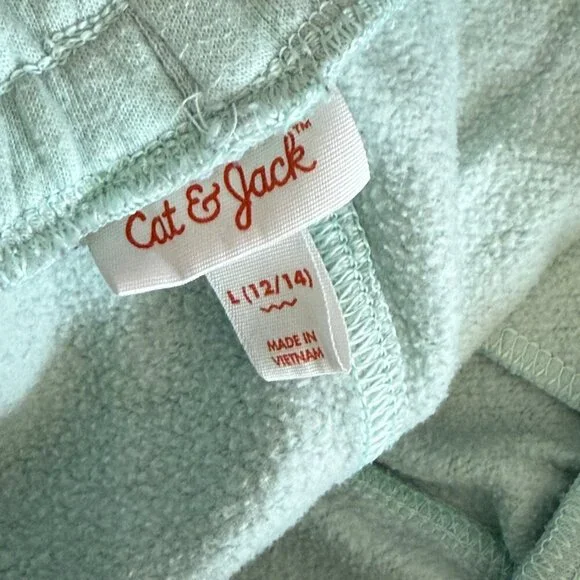 Cat & Jack™
L (12/14)
MADE IN
VIETNAM